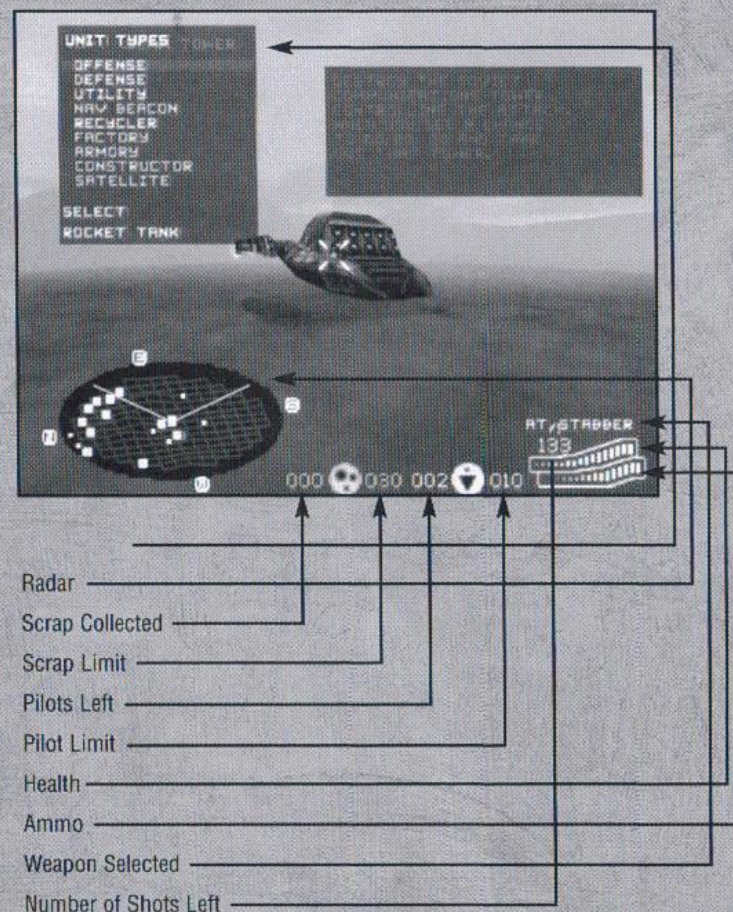 UNIT TYPES TOWER
OFFENSE
DEFENSE
UTILITY
NAV BEACON
RECYCLER
FACTORY
ARMORY
CONSTRUCTOR
SATELLITE
SELECT
ROCKET TANK
E
S
N
W
AT/STABBER
133
000 030 002 010
Radar
Scrap Collected
Scrap Limit
Pilots Left
Pilot Limit
Health
Ammo
Weapon Selected
Number of Shots Left